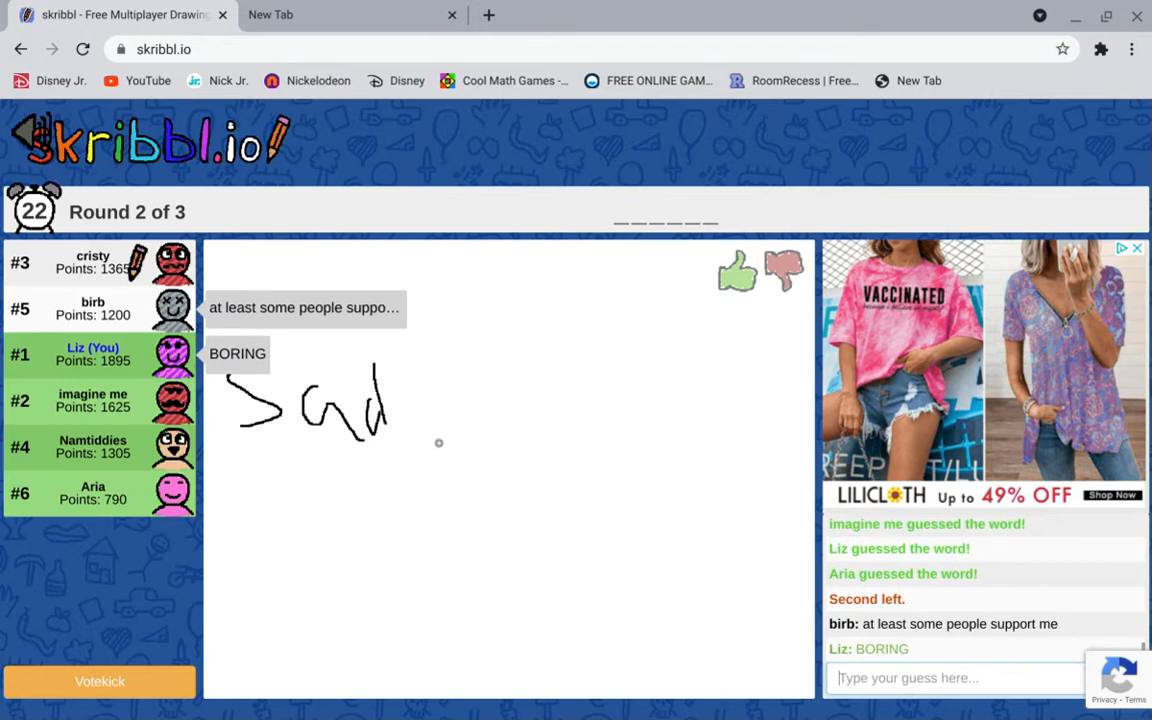 skribbl - Free Multiplayer Drawing
New Tab
skribbl.io
Disney Jr.
YouTube
Nick Jr.
Nickelodeon
Disney
Cool Math Games -...
FREE ONLINE GAM...
RoomRecess | Free...
New Tab
skribbl.io
22
Round 2 of 3
______
#3
cristy
Points: 1365
#5
birb
Points: 1200
at least some people suppo...
#1
Liz (You)
Points: 1895
BORING
#2
imagine me
Points: 1625
#4
Namtiddies
Points: 1305
#6
Aria
Points: 790
Sad
VACCINATED
LILICLOTH Up to 49% OFF
Shop Now
imagine me guessed the word!
Liz guessed the word!
Aria guessed the word!
Second left.
birb: at least some people support me
Liz: BORING
Type your guess here...
Votekick
Privacy - Terms